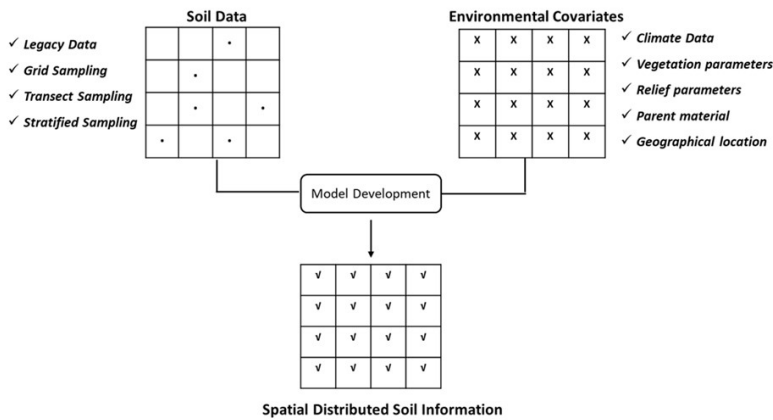 Soil Data
Environmental Covariates
✓ Legacy Data
✓ Grid Sampling
✓ Transect Sampling
✓ Stratified Sampling
X X X X
X X X X
X X X X
X X X X
✓ Climate Data
✓ Vegetation parameters
✓ Relief parameters
✓ Parent material
✓ Geographical location
Model Development
√ √ √ √
√ √ √ √
√ √ √ √
√ √ √ √
Spatial Distributed Soil Information